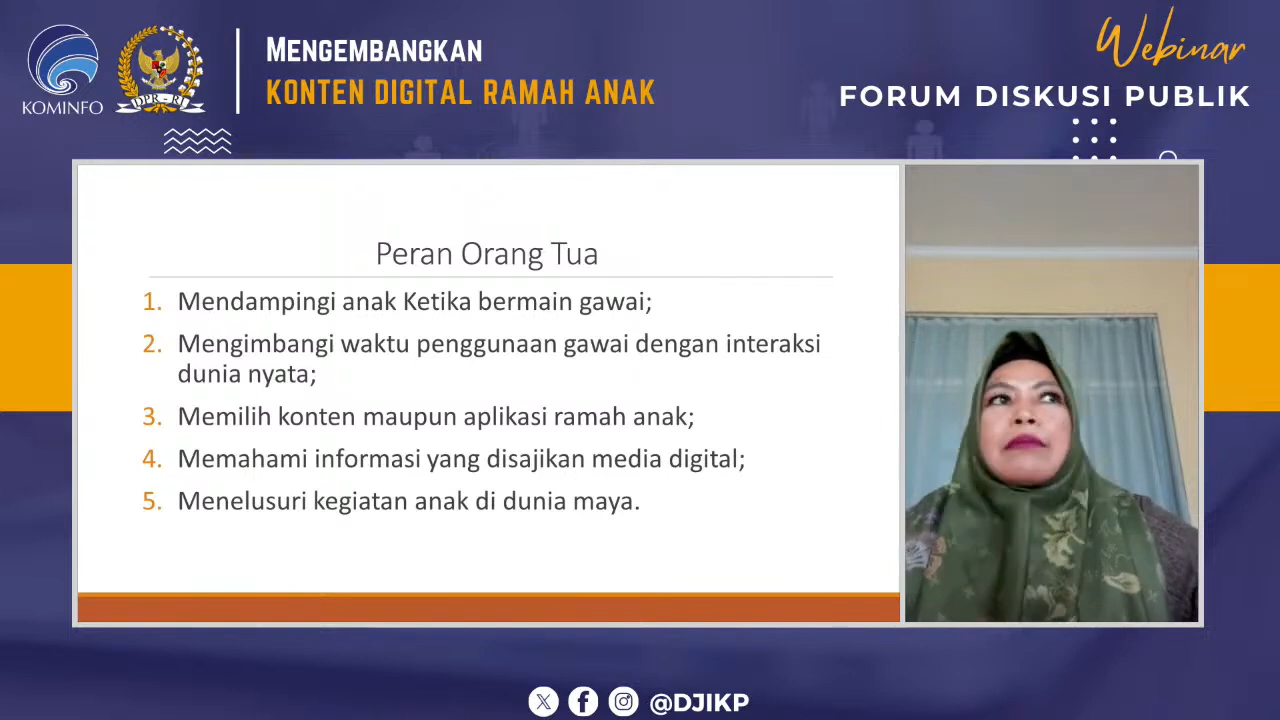 KOMINFO
DPR - RI
MENGEMBANGKAN
KONTEN DIGITAL RAMAH ANAK
Webinar
FORUM DISKUSI PUBLIK
Peran Orang Tua
1. Mendampingi anak Ketika bermain gawai;
2. Mengimbangi waktu penggunaan gawai dengan interaksi
dunia nyata;
3. Memilih konten maupun aplikasi ramah anak;
4. Memahami informasi yang disajikan media digital;
5. Menelusuri kegiatan anak di dunia maya.
@DJIKP